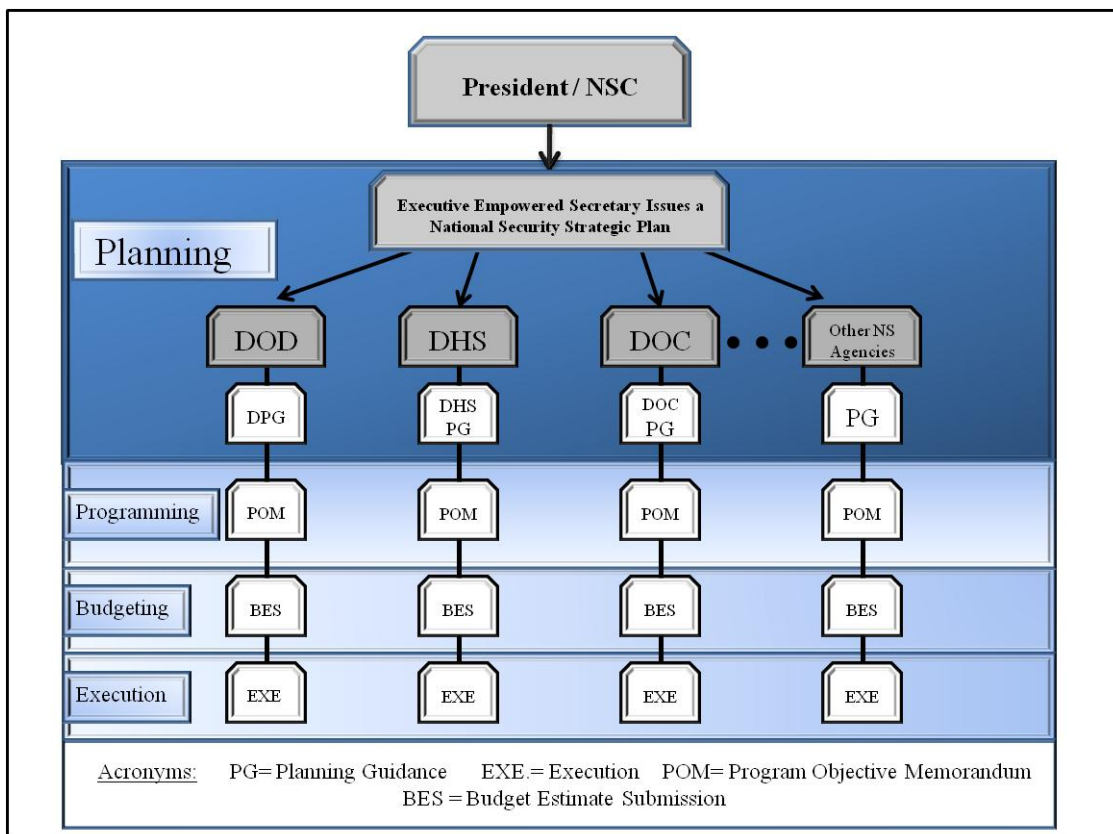 President / NSC
Executive Empowered Secretary Issues a
National Security Strategic Plan
Planning
DOD
DHS
DOC
Other NS
Agencies
DPG
DHS
PG
DOC
PG
PG
Programming
POM
POM
POM
POM
Budgeting
BES
BES
BES
BES
Execution
EXE
EXE
EXE
EXE
Acronyms: PG= Planning Guidance EXE.= Execution POM= Program Objective Memorandum
BES = Budget Estimate Submission